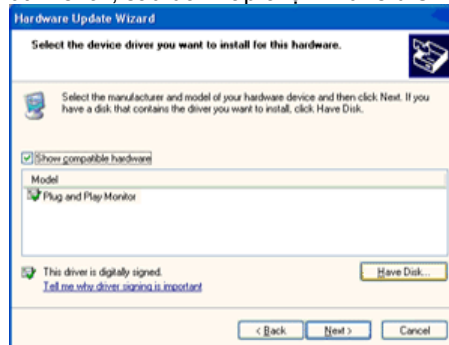 Hardware Update Wizard
Select the device driver you want to install for this hardware.
Select the manufacturer and model of your hardware device and then click Next. If you
have a disk that contains the driver you want to install, click Have Disk.
Show compatible hardware
Model
Plug and Play Monitor
This driver is digitally signed.
Have Disk...
Tell me why driver signing is important
< Back
Next >
Cancel